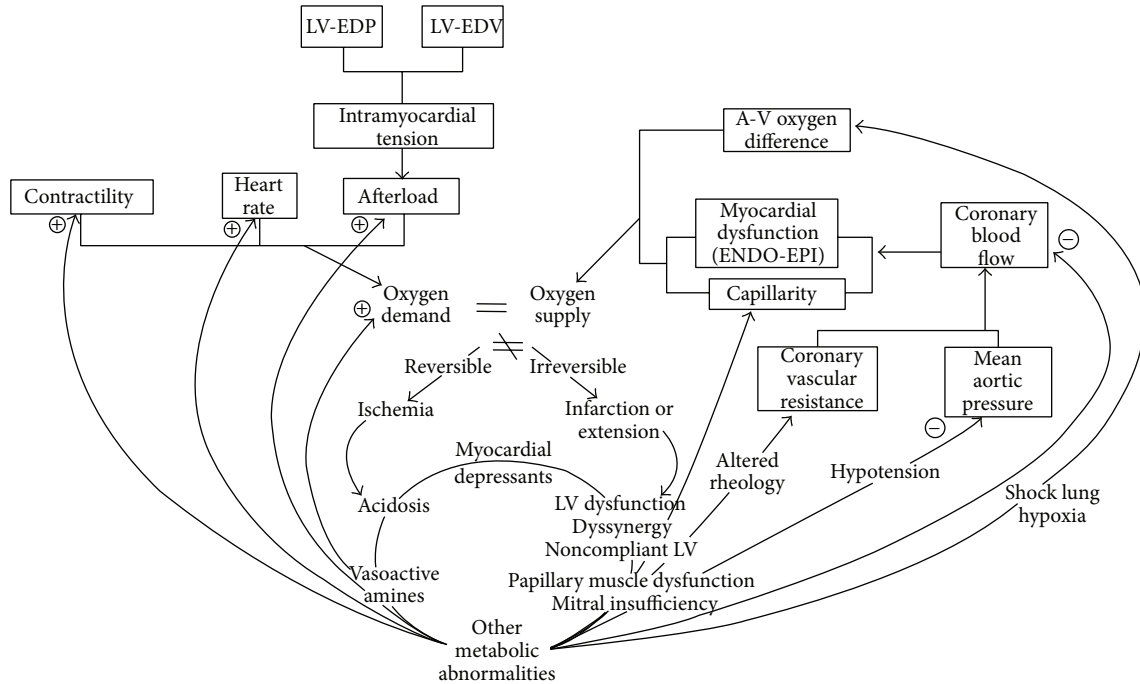 LV-EDP
LV-EDV
Intramyocardial
tension
Contractility
Heart
rate
Afterload
+
+
+
A-V oxygen
difference
Myocardial
dysfunction
(ENDO-EPI)
Capillarity
Coronary
blood
flow
−
Oxygen
demand
+
=
Oxygen
supply
≠
Reversible
Irreversible
Coronary
vascular
resistance
Mean
aortic
pressure
−
Ischemia
Infarction or
extension
Myocardial
depressants
Altered
rheology
Hypotension
Shock lung
hypoxia
Acidosis
LV dysfunction
Dyssynergy
Noncompliant LV
Vasoactive
amines
Papillary muscle dysfunction
Mitral insufficiency
Other
metabolic
abnormalities